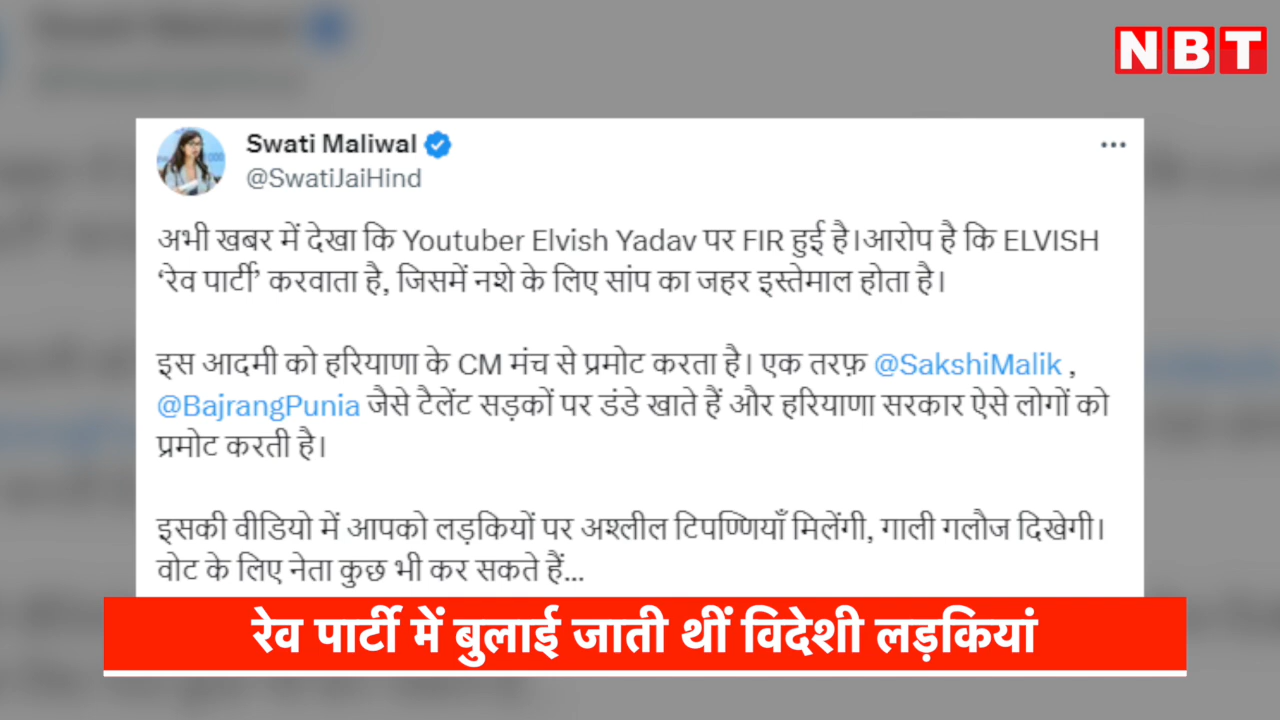 NBT
Swati Maliwal
@SwatiJaiHind
अभी खबर में देखा कि Youtuber Elvish Yadav पर FIR हुई है।आरोप है कि ELVISH
‘रेव पार्टी’ करवाता है, जिसमें नशे के लिए सांप का जहर इस्तेमाल होता है।
इस आदमी को हरियाणा के CM मंच से प्रमोट करता है। एक तरफ़ @SakshiMalik ,
@BajrangPunia जैसे टैलेंट सड़कों पर डंडे खाते हैं और हरियाणा सरकार ऐसे लोगों को
प्रमोट करती है।
इसकी वीडियो में आपको लड़कियों पर अश्लील टिपण्णियाँ मिलेंगी, गाली गलौज दिखेगी।
वोट के लिए नेता कुछ भी कर सकते हैं...
रेव पार्टी में बुलाई जाती थीं विदेशी लड़कियां